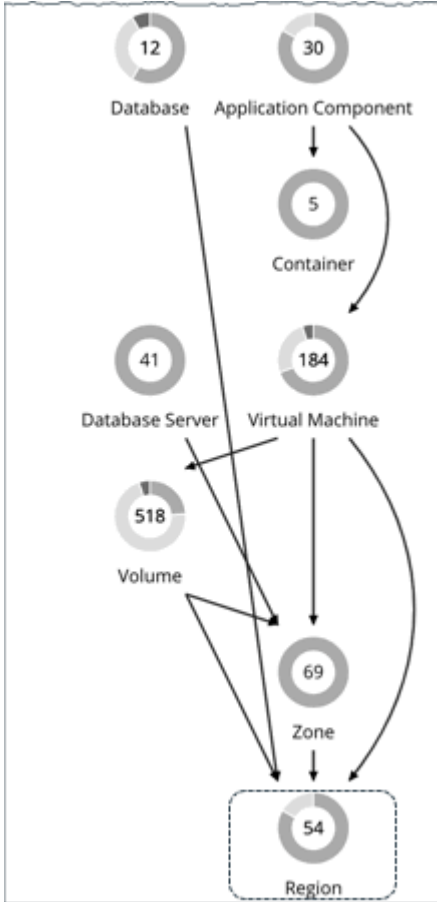 12
30
Database
Application Component
5
Container
41
184
Database Server
Virtual Machine
518
Volume
69
Zone
54
Region